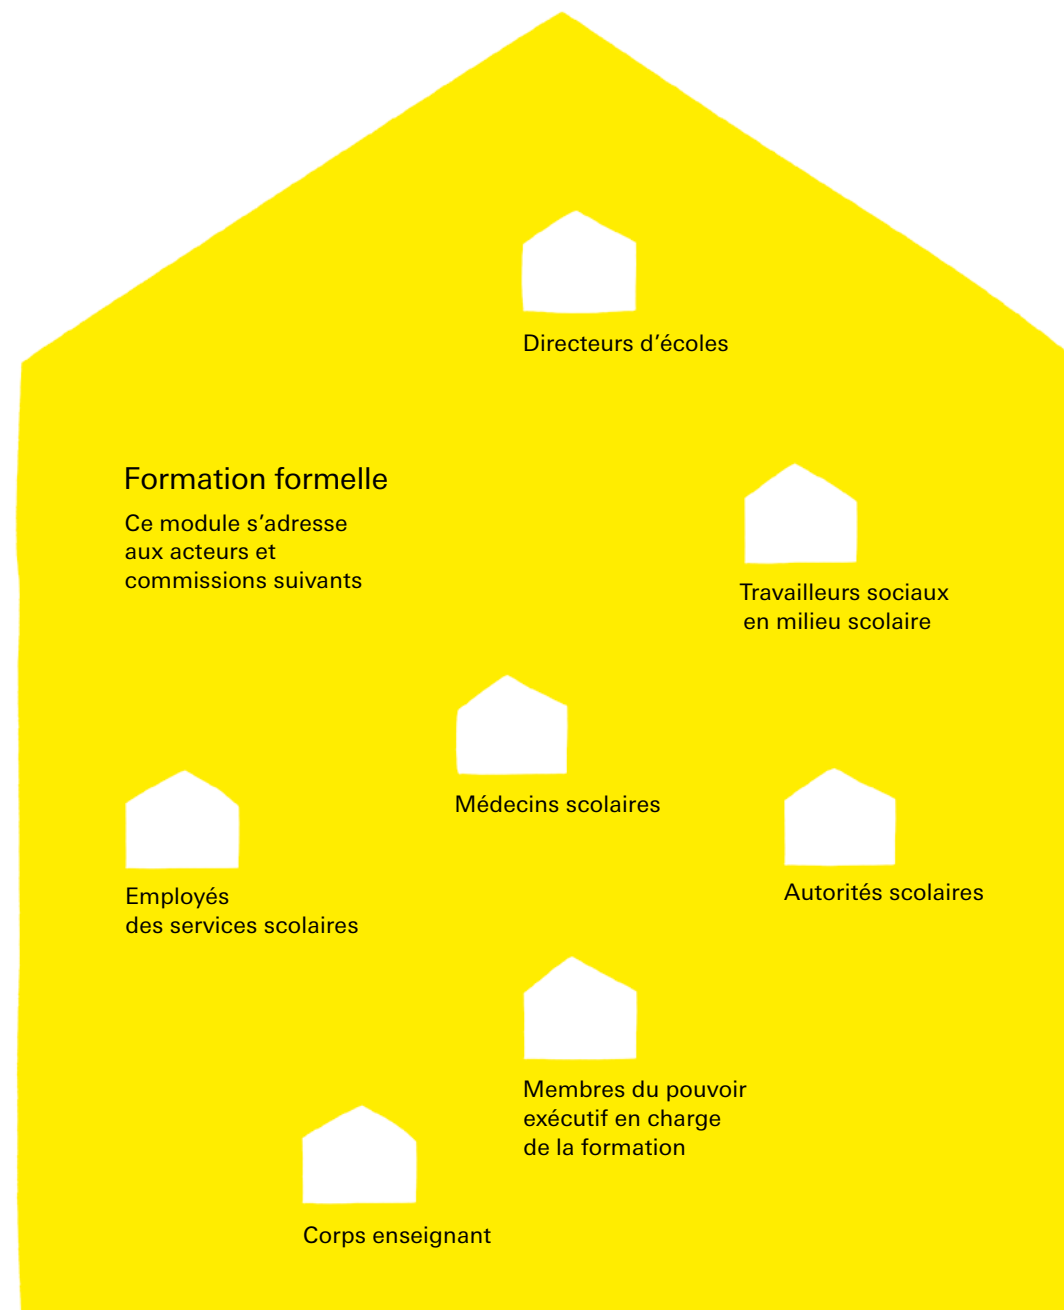 Directeurs d’écoles
Formation formelle
Ce module s’adresse
aux acteurs et
commissions suivants
Travailleurs sociaux
en milieu scolaire
Médecins scolaires
Employés
des services scolaires
Autorités scolaires
Membres du pouvoir
exécutif en charge
de la formation
Corps enseignant